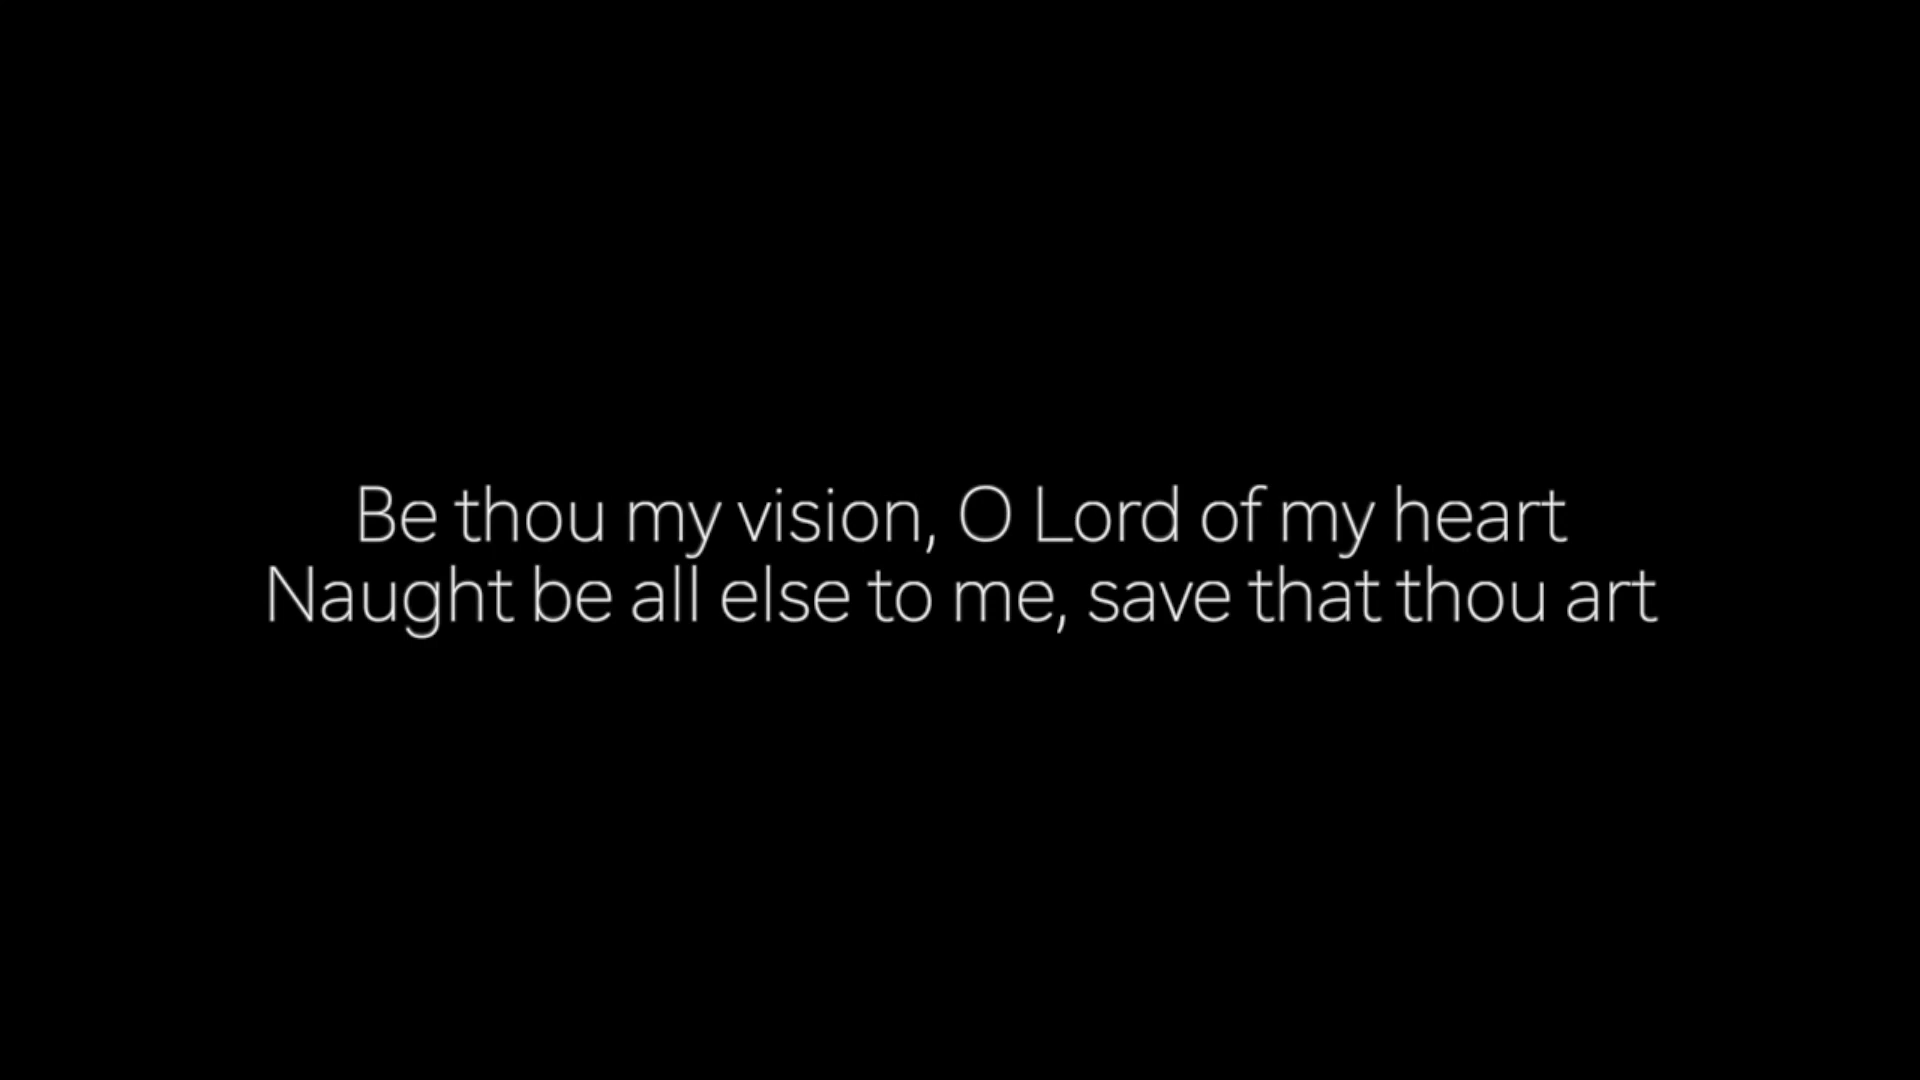 Be thou my vision, O Lord of my heart
Naught be all else to me, save that thou art